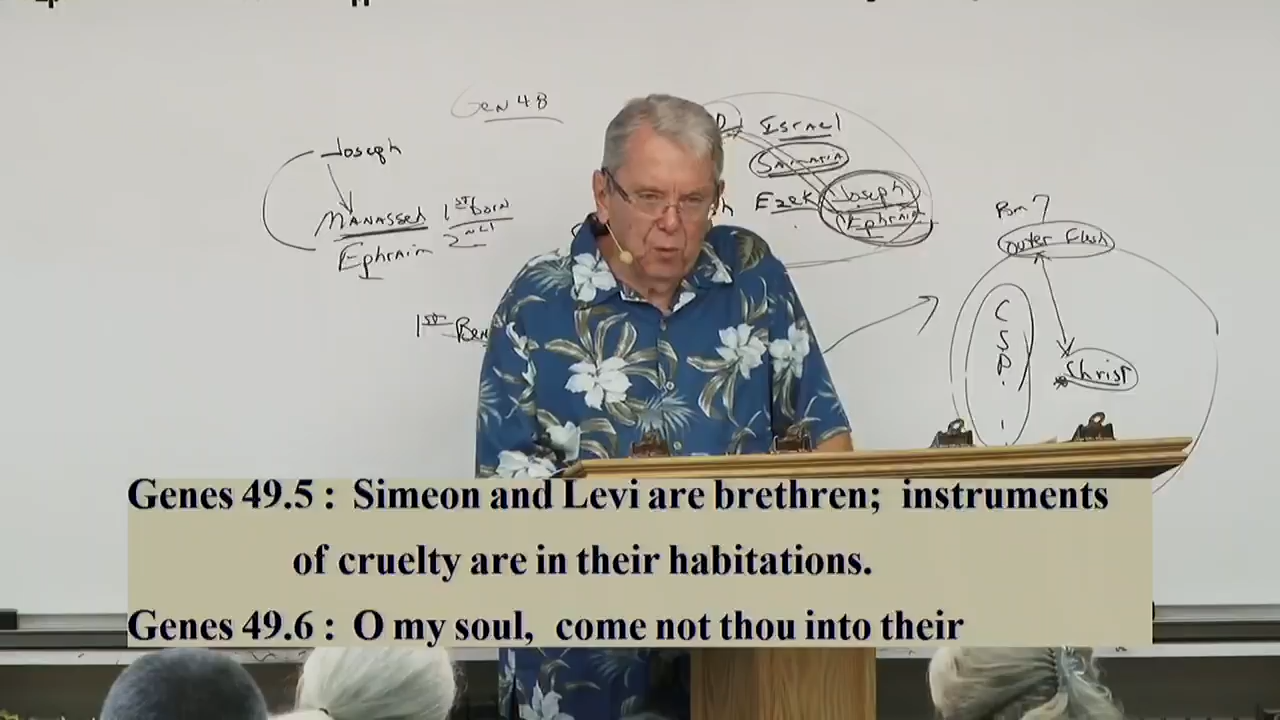 Gen 48
Joseph
Manasseh 1st Born
2nd
Ephraim
1st
Israel
Samaria
Ezek Joseph
Ephraim
Rom 7
outer Flesh
Christ
Genes 49.5 : Simeon and Levi are brethren; instruments
of cruelty are in their habitations.
Genes 49.6 : O my soul, come not thou into their